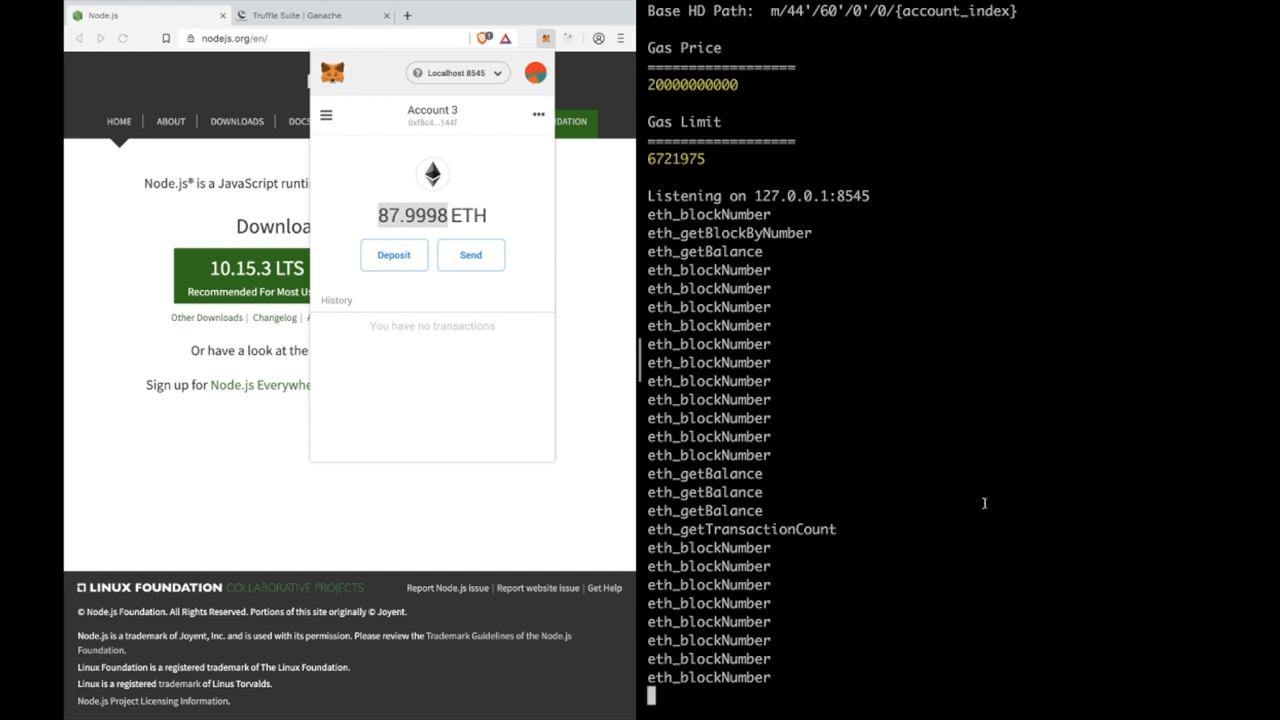 Node.js
Truffle Suite | Ganache
nodejs.org/en/
1
HOME
ABOUT
DOWNLOADS
DOCS
FOUNDATION
Node.js® is a JavaScript runti
Downloa
10.15.3 LTS
Recommended For Most Us
Other Downloads
Changelog
Or have a look at the
Sign up for Node.js Everywhe
Localhost 8545
Account 3
0xf8c4...144f
87.9998 ETH
Deposit
Send
History
You have no transactions
LINUX FOUNDATION COLLABORATIVE PROJECTS
Report Node.js issue | Report website issue | Get Help
© Node.js Foundation. All Rights Reserved. Portions of this site originally © Joyent.
Node.js is a trademark of Joyent, Inc. and is used with its permission. Please review the Trademark Guidelines of the Node.js
Foundation.
Linux Foundation is a registered trademark of The Linux Foundation.
Linux is a registered trademark of Linus Torvalds.
Node.js Project Licensing Information.
Base HD Path:  m/44'/60'/0'/0/{account_index}
Gas Price
==================
20000000000
Gas Limit
==================
6721975
Listening on 127.0.0.1:8545
eth_blockNumber
eth_getBlockByNumber
eth_getBalance
eth_blockNumber
eth_blockNumber
eth_blockNumber
eth_blockNumber
eth_blockNumber
eth_blockNumber
eth_blockNumber
eth_blockNumber
eth_blockNumber
eth_blockNumber
eth_blockNumber
eth_getBalance
eth_getBalance
eth_getBalance
eth_getTransactionCount
eth_blockNumber
eth_blockNumber
eth_blockNumber
eth_blockNumber
eth_blockNumber
eth_blockNumber
eth_blockNumber
eth_blockNumber